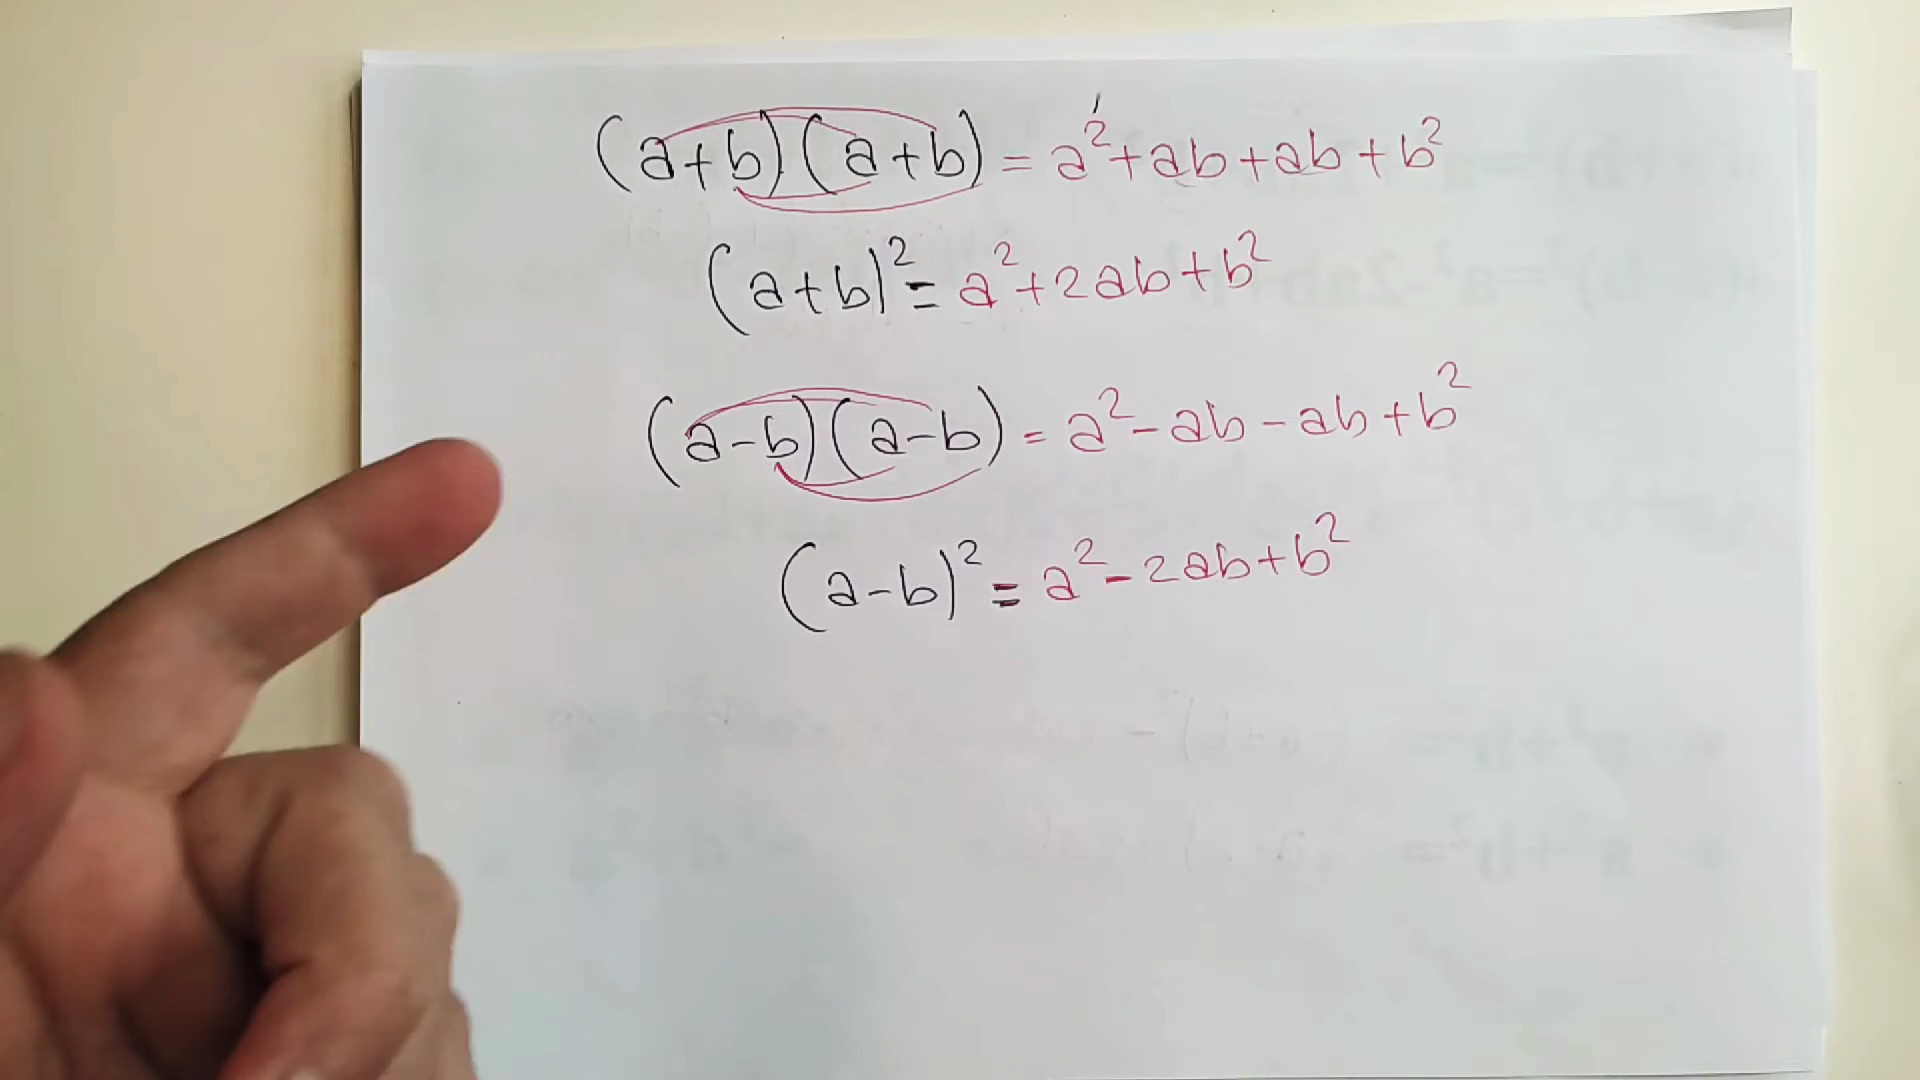 (a+b)(a+b) = a²+ab+ab+b²
(a+b)²= a²+2ab+b²
(a-b)(a-b) = a²-ab-ab+b²
(a-b)² = a²-2ab+b²